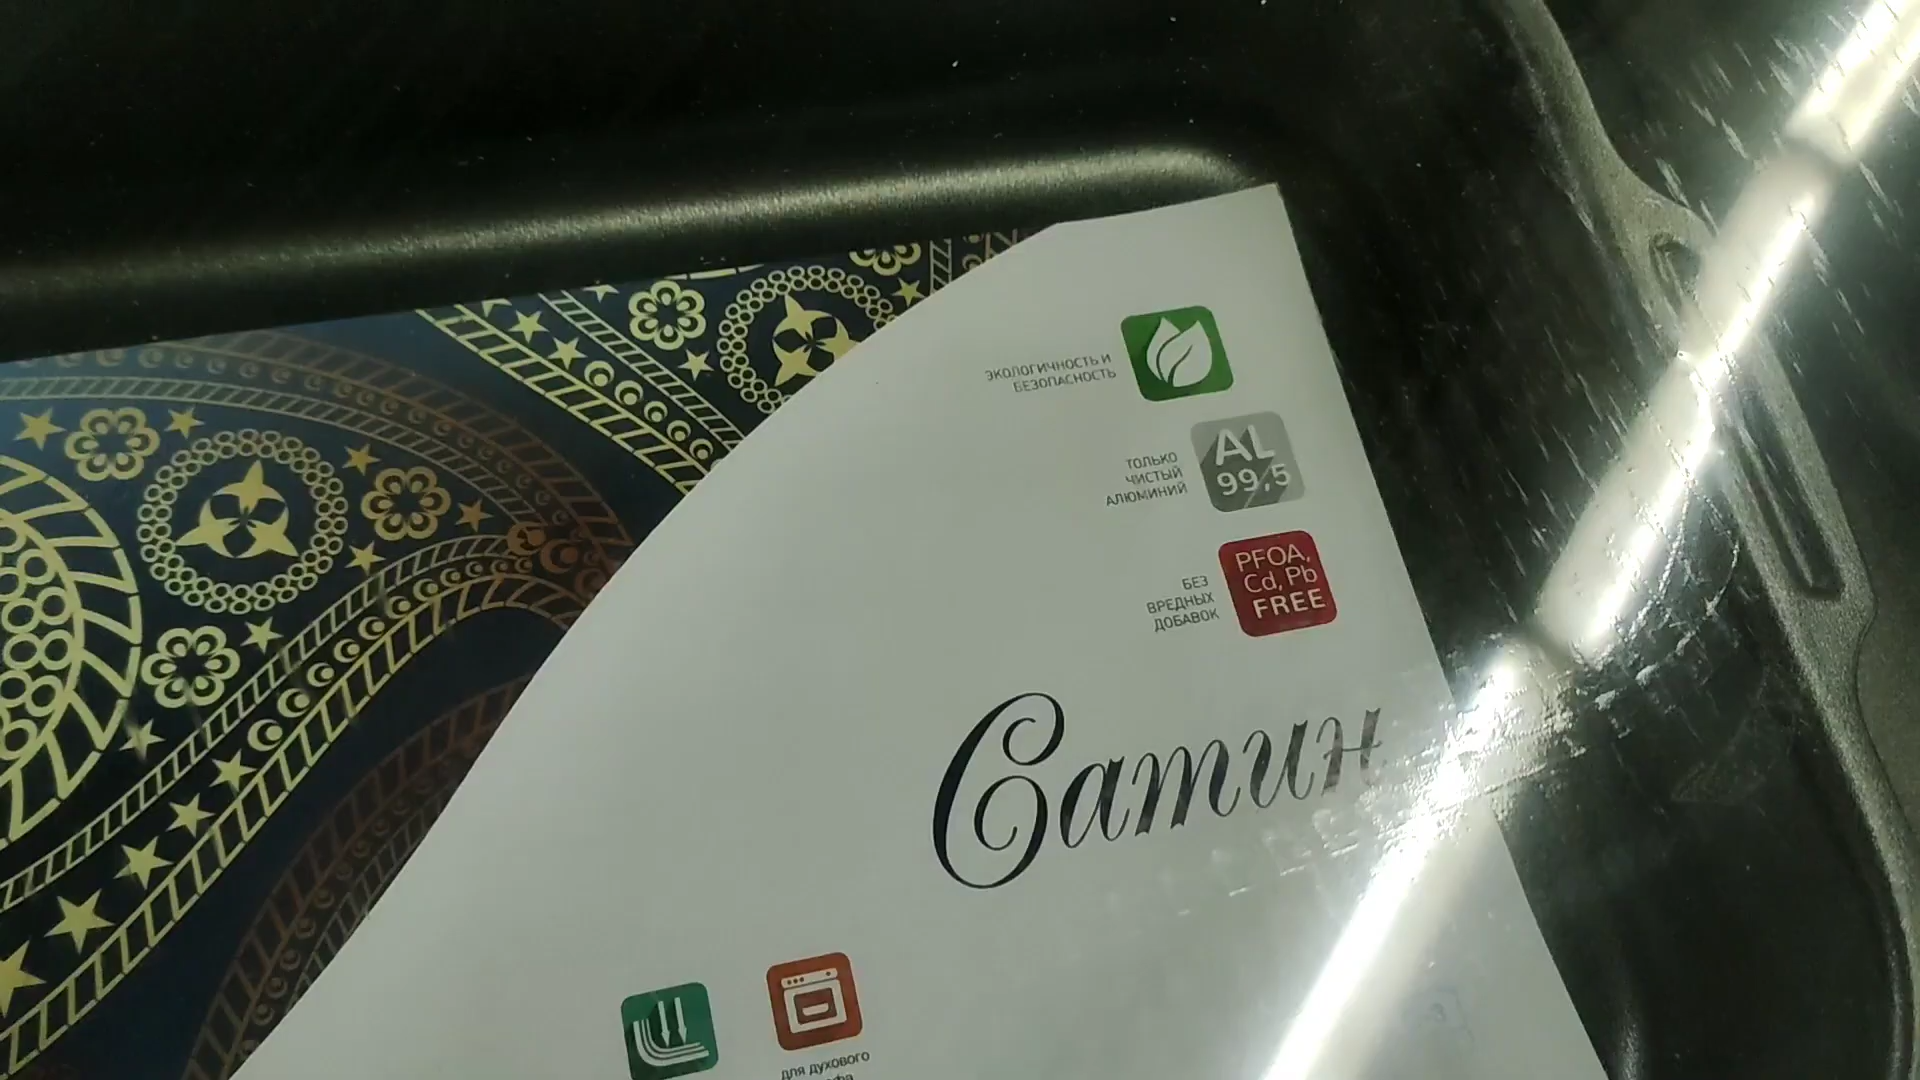 ЭКОЛОГИЧНОСТЬ И
БЕЗОПАСНОСТЬ
ТОЛЬКО
ЧИСТЫЙ
АЛЮМИНИЙ
AL
99,5
БЕЗ
ВРЕДНЫХ
ДОБАВОК
PFOA,
Cd, Pb
FREE
Сатин
для духового